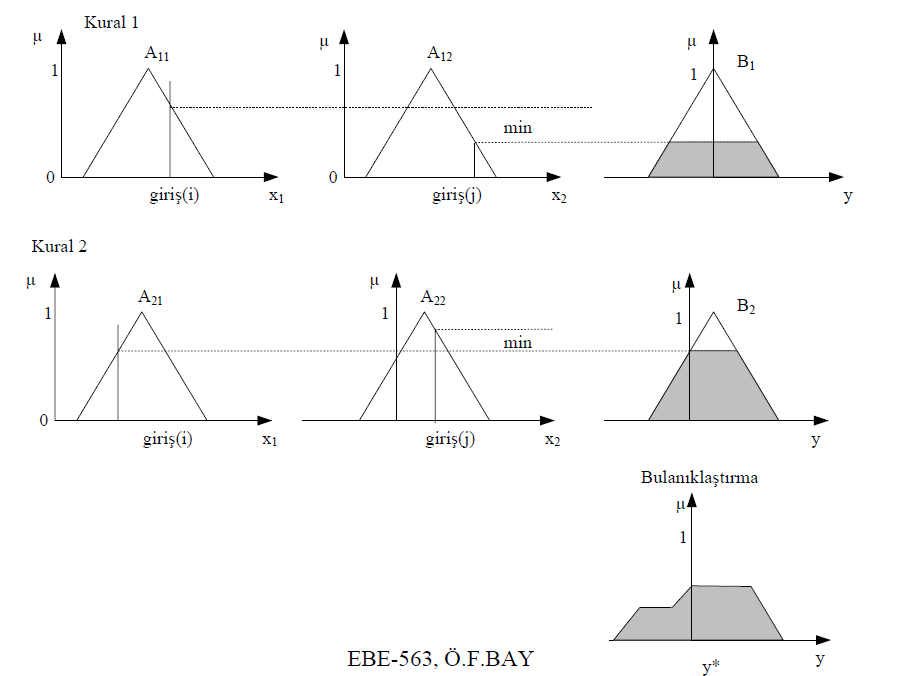 Kural 1
μ
1
0
A11
giriş(i)
x1
μ
1
0
A12
min
giriş(j)
x2
μ
1
B1
y
Kural 2
μ
1
0
A21
giriş(i)
x1
μ
1
A22
min
giriş(j)
x2
μ
1
B2
y
Bulanıklaştırma
μ
1
y*
y
EBE-563, Ö.F.BAY